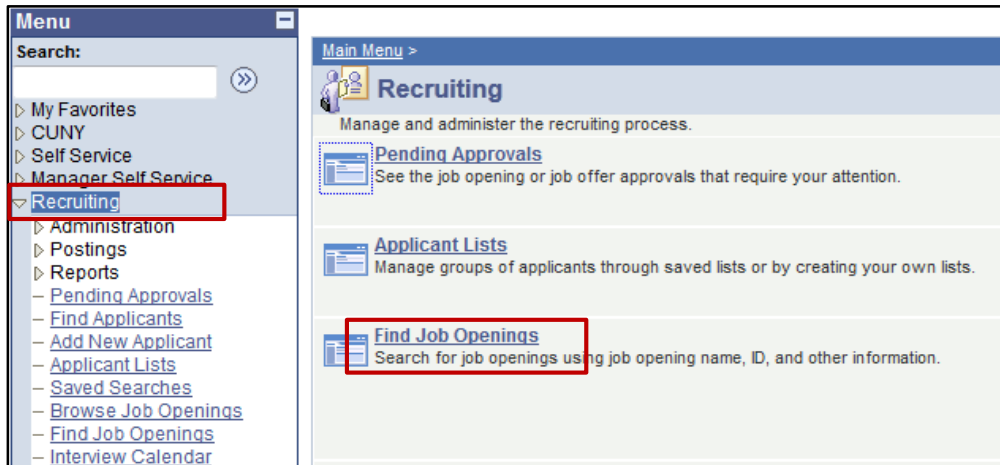 Menu
Search:
My Favorites
CUNY
Self Service
Manager Self Service
Recruiting
Administration
Postings
Reports
– Pending Approvals
– Find Applicants
– Add New Applicant
– Applicant Lists
– Saved Searches
– Browse Job Openings
– Find Job Openings
– Interview Calendar
Main Menu >
Recruiting
Manage and administer the recruiting process.
Pending Approvals
See the job opening or job offer approvals that require your attention.
Applicant Lists
Manage groups of applicants through saved lists or by creating your own lists.
Find Job Openings
Search for job openings using job opening name, ID, and other information.